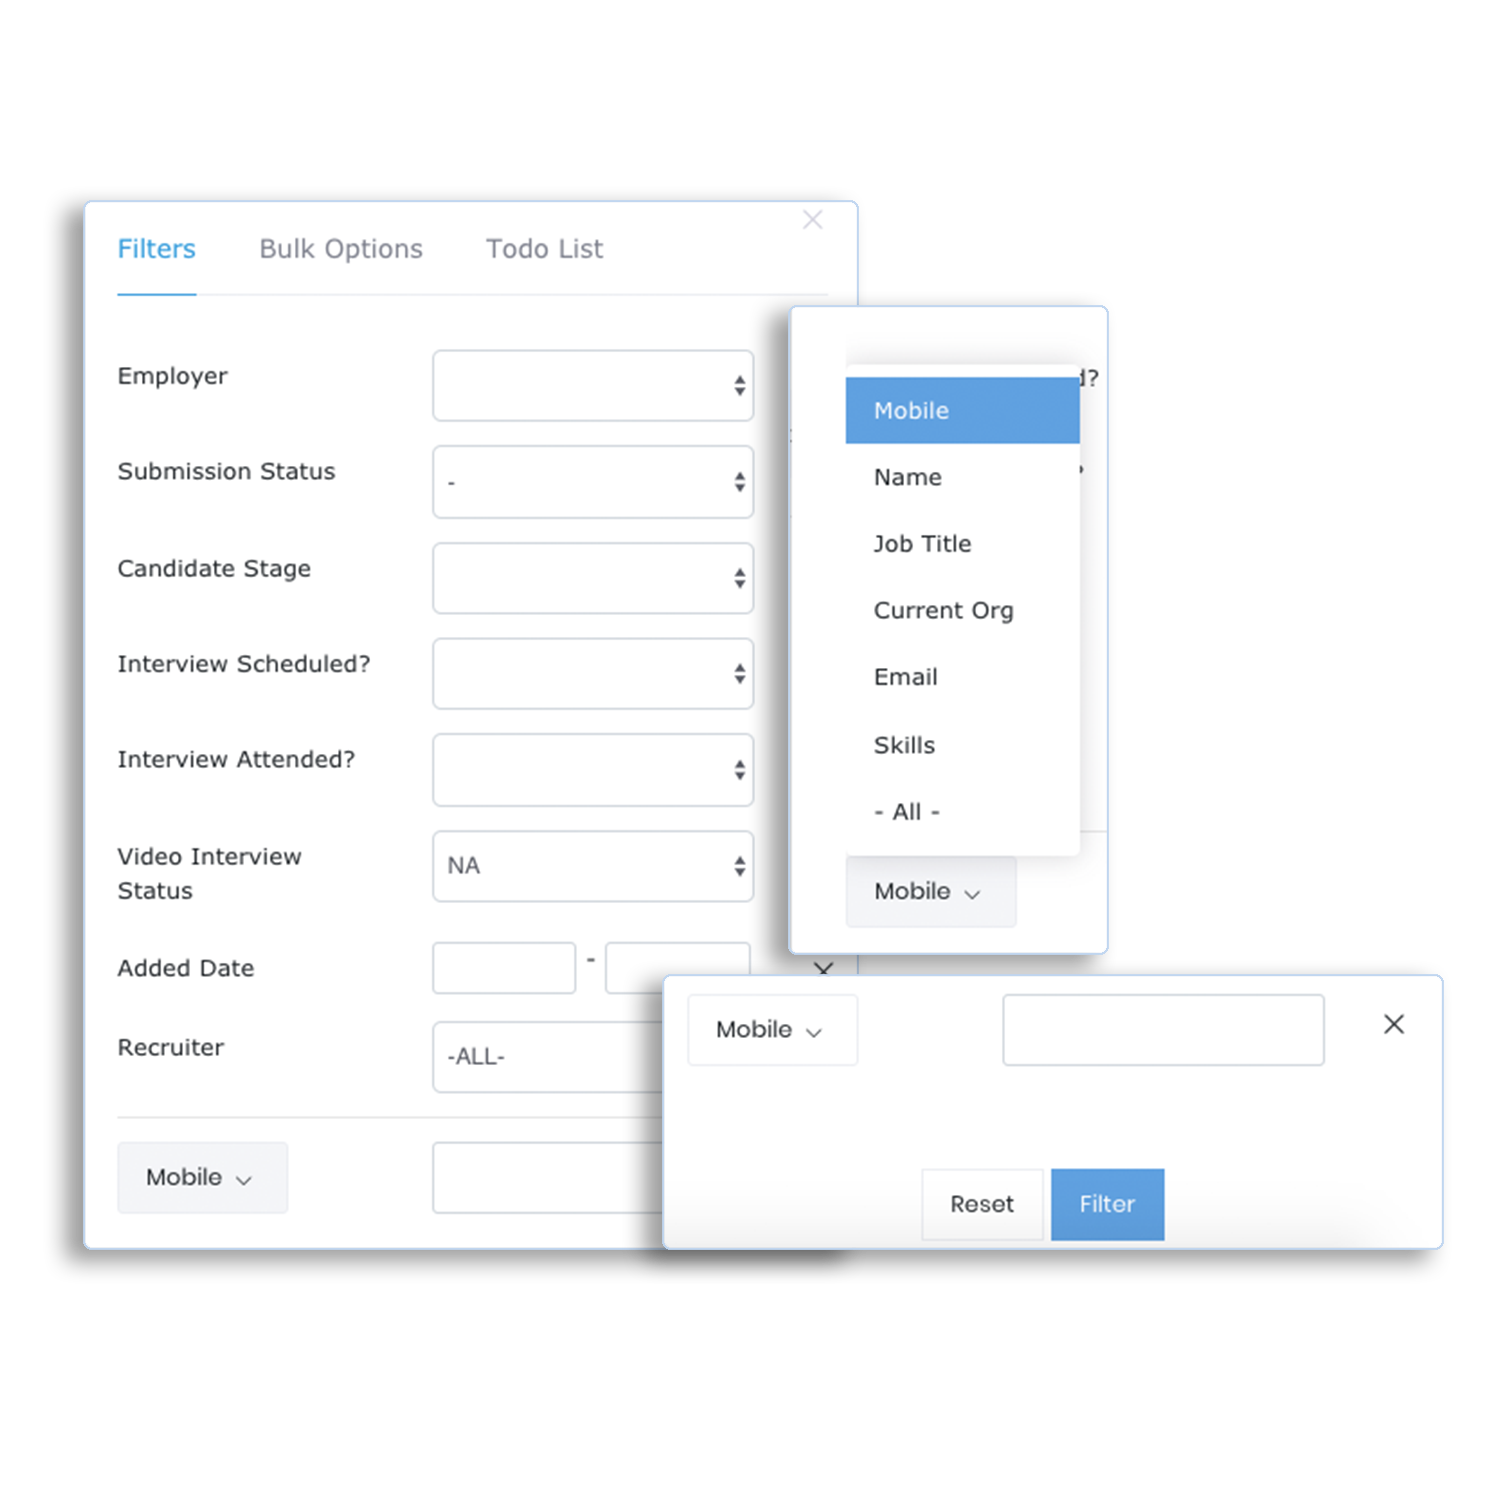 Filters Bulk Options Todo List
Employer
Submission Status -
Candidate Stage
Interview Scheduled?
Interview Attended?
Video Interview
Status
NA
Added Date -
Recruiter -ALL-
Mobile
d?
Mobile
Name
Job Title
Current Org
Email
Skills
- All -
Mobile
Mobile
Reset Filter